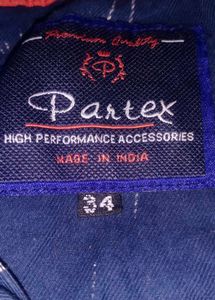 Premium Quality
P
Partex
HIGH PERFORMANCE ACCESSORIES
MADE IN INDIA
34